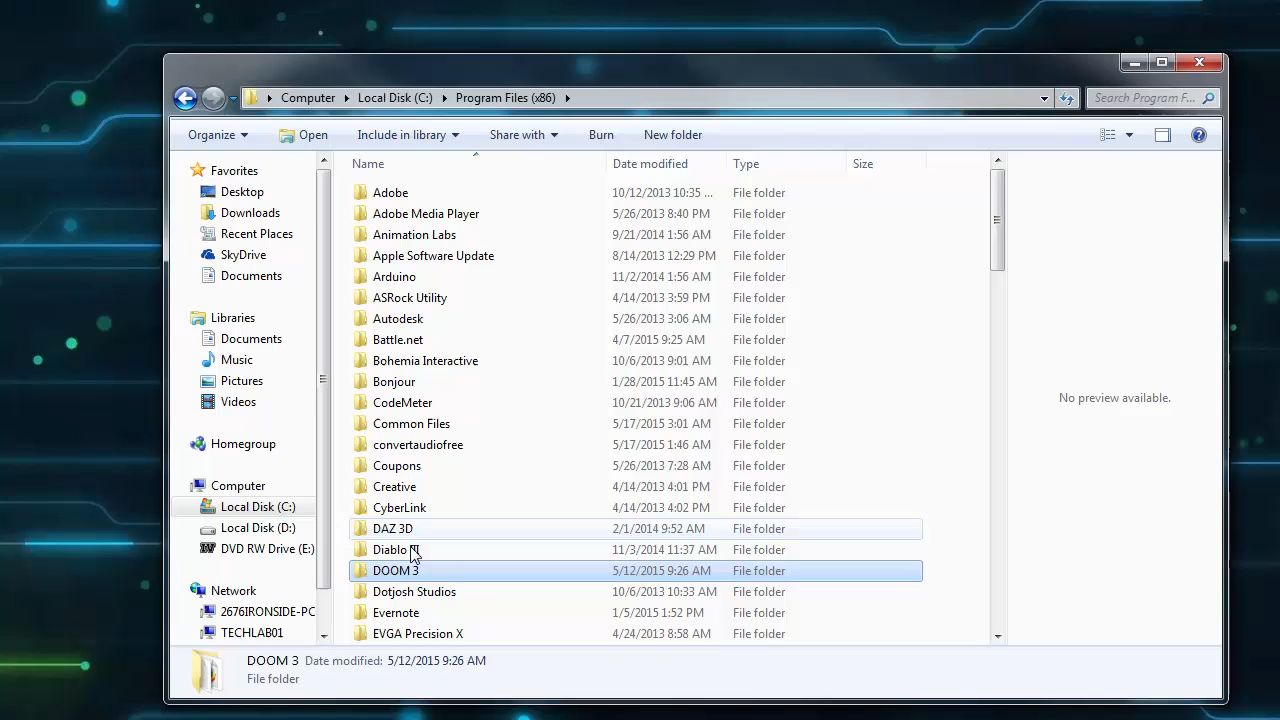 Computer Local Disk (C:) Program Files (x86) Search Program F...
Organize Open Include in library Share with Burn New folder
Name Date modified Type Size
Favorites
Desktop
Downloads
Recent Places
SkyDrive
Documents
Libraries
Documents
Music
Pictures
Videos
Homegroup
Computer
Local Disk (C:)
Local Disk (D:)
DVD RW Drive (E:)
Network
2676IRONSIDE-PC
TECHLAB01
Adobe 10/12/2013 10:35 ... File folder
Adobe Media Player 5/26/2013 8:40 PM File folder
Animation Labs 9/21/2014 1:56 AM File folder
Apple Software Update 8/14/2013 12:29 PM File folder
Arduino 11/2/2014 1:56 AM File folder
ASRock Utility 4/14/2013 3:59 PM File folder
Autodesk 5/26/2013 3:06 AM File folder
Battle.net 4/7/2015 9:25 AM File folder
Bohemia Interactive 10/6/2013 9:01 AM File folder
Bonjour 1/28/2015 11:45 AM File folder
CodeMeter 10/21/2013 9:06 AM File folder
Common Files 5/17/2015 3:01 AM File folder
convertaudiofree 5/17/2015 1:46 AM File folder
Coupons 5/26/2013 7:28 AM File folder
Creative 4/14/2013 4:01 PM File folder
CyberLink 4/14/2013 4:02 PM File folder
DAZ 3D 2/1/2014 9:52 AM File folder
Diablo 11/3/2014 11:37 AM File folder
DOOM 3 5/12/2015 9:26 AM File folder
Dotjosh Studios 10/6/2013 10:33 AM File folder
Evernote 1/5/2015 1:52 PM File folder
EVGA Precision X 4/24/2013 8:58 AM File folder
No preview available.
DOOM 3 Date modified: 5/12/2015 9:26 AM
File folder